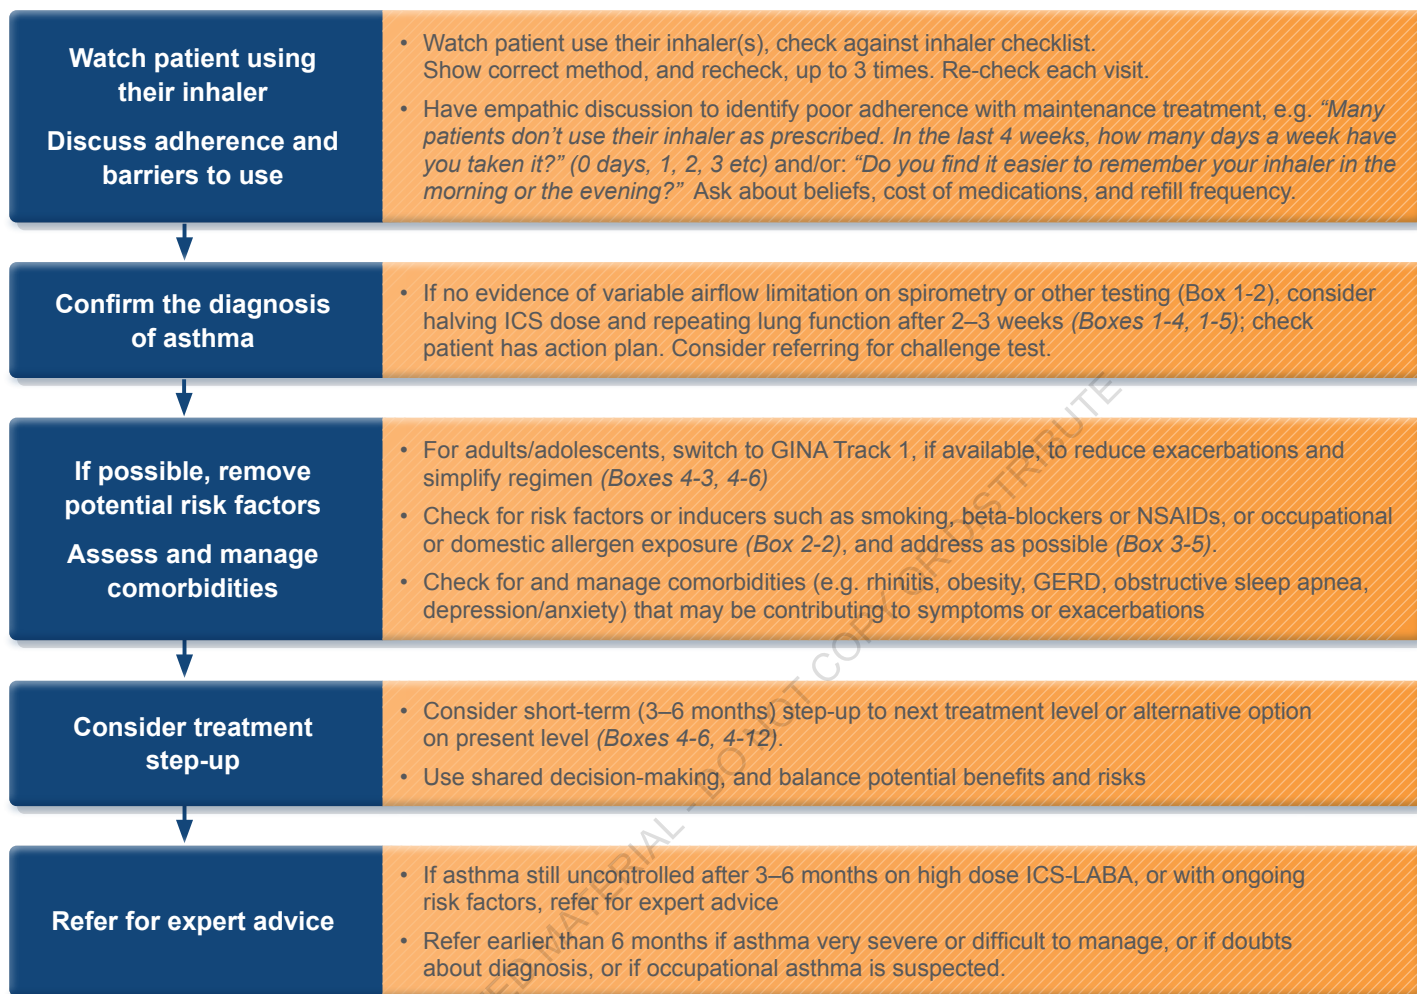 Watch patient using
their inhaler
Discuss adherence and
barriers to use
• Watch patient use their inhaler(s), check against inhaler checklist.
Show correct method, and recheck, up to 3 times. Re-check each visit.
• Have empathic discussion to identify poor adherence with maintenance treatment, e.g. “Many
patients don’t use their inhaler as prescribed. In the last 4 weeks, how many days a week have
you taken it?” (0 days, 1, 2, 3 etc) and/or: “Do you find it easier to remember your inhaler in the
morning or the evening?” Ask about beliefs, cost of medications, and refill frequency.
Confirm the diagnosis
of asthma
• If no evidence of variable airflow limitation on spirometry or other testing (Box 1-2), consider
halving ICS dose and repeating lung function after 2–3 weeks (Boxes 1-4, 1-5); check
patient has action plan. Consider referring for challenge test.
If possible, remove
potential risk factors
Assess and manage
comorbidities
• For adults/adolescents, switch to GINA Track 1, if available, to reduce exacerbations and
simplify regimen (Boxes 4-3, 4-6)
• Check for risk factors or inducers such as smoking, beta-blockers or NSAIDs, or occupational
or domestic allergen exposure (Box 2-2), and address as possible (Box 3-5).
• Check for and manage comorbidities (e.g. rhinitis, obesity, GERD, obstructive sleep apnea,
depression/anxiety) that may be contributing to symptoms or exacerbations
Consider treatment
step-up
• Consider short-term (3–6 months) step-up to next treatment level or alternative option
on present level (Boxes 4-6, 4-12).
• Use shared decision-making, and balance potential benefits and risks
Refer for expert advice
• If asthma still uncontrolled after 3–6 months on high dose ICS-LABA, or with ongoing
risk factors, refer for expert advice
• Refer earlier than 6 months if asthma very severe or difficult to manage, or if doubts
about diagnosis, or if occupational asthma is suspected.
MATERIAL - DO NOT COPY OR DISTRIBUTE